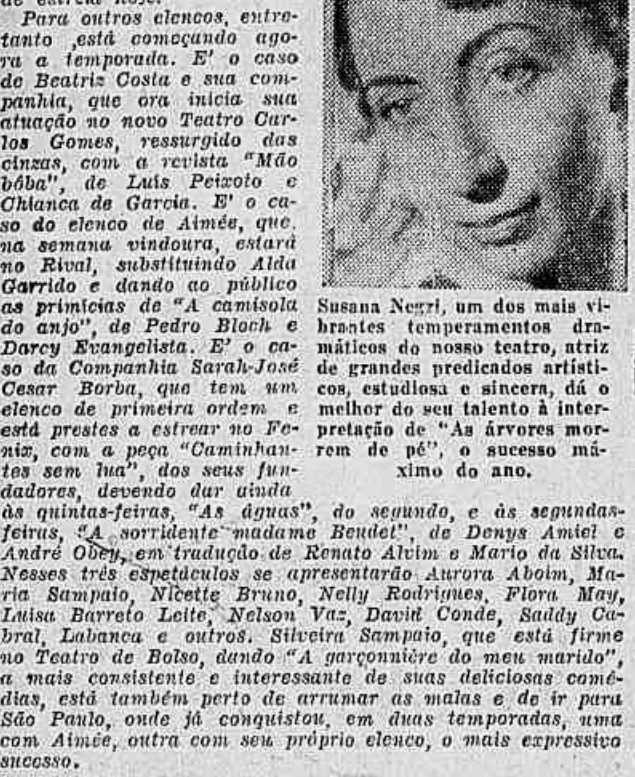 de estréia hoje.
Para outros elencos, entre-
tanto ,está começando ago-
ra a temporada. E' o caso
de Beatriz Costa e sua com-
panhia, que ora inicia sua
atuação no novo Teatro Car-
los Gomes, ressurgido das
cinzas, com a revista "Mão
bôba", de Luis Peixoto e
Chianca de Garcia. E' o ca-
so do elenco de Aimée, que,
na semana vindoura, estará
no Rival, substituindo Alda
Garrido e dando ao público
as primicias de "A camisola
do anjo", de Pedro Bloch e
Darcy Evangelista. E' o ca-
so da Companhia Sarah-José
Cesar Borba, que tem um
elenco de primeira ordem e
está prestes a estrear no Fe-
nix, com a peça "Caminhan-
tes sem lua", dos seus fun-
dadores, devendo dar ainda
às quintas-feiras, "As águas", do segundo, e às segundas-
feiras, "A sorridente madame Beudet", de Denys Amiel e
André Obey, em tradução de Renato Alvim e Mario da Silva.
Nesses três espetáculos se apresentarão Aurora Aboim, Ma-
ria Sampaio, Nicette Bruno, Nelly Rodrigues, Flora May,
Luisa Barreto Leite, Nelson Vaz, David Conde, Saddy Ca-
bral, Labanca e outros. Silveira Sampaio, que está firme
no Teatro de Bolso, dando "A garçonnière do meu marido",
a mais consistente e interessante de suas deliciosas comé-
dias, está também perto de arrumar as malas e de ir para
São Paulo, onde já conquistou, em duas temporadas, uma
com Aimée, outra com seu próprio elenco, o mais expressivo
sucesso.
Susana Negri, um dos mais vi-
brantes temperamentos dra-
máticos do nosso teatro, atriz
de grandes predicados artísti-
cos, estudiosa e sincera, dá o
melhor do seu talento à inter-
pretação de "As árvores mor-
rem de pé", o sucesso má-
ximo do ano.